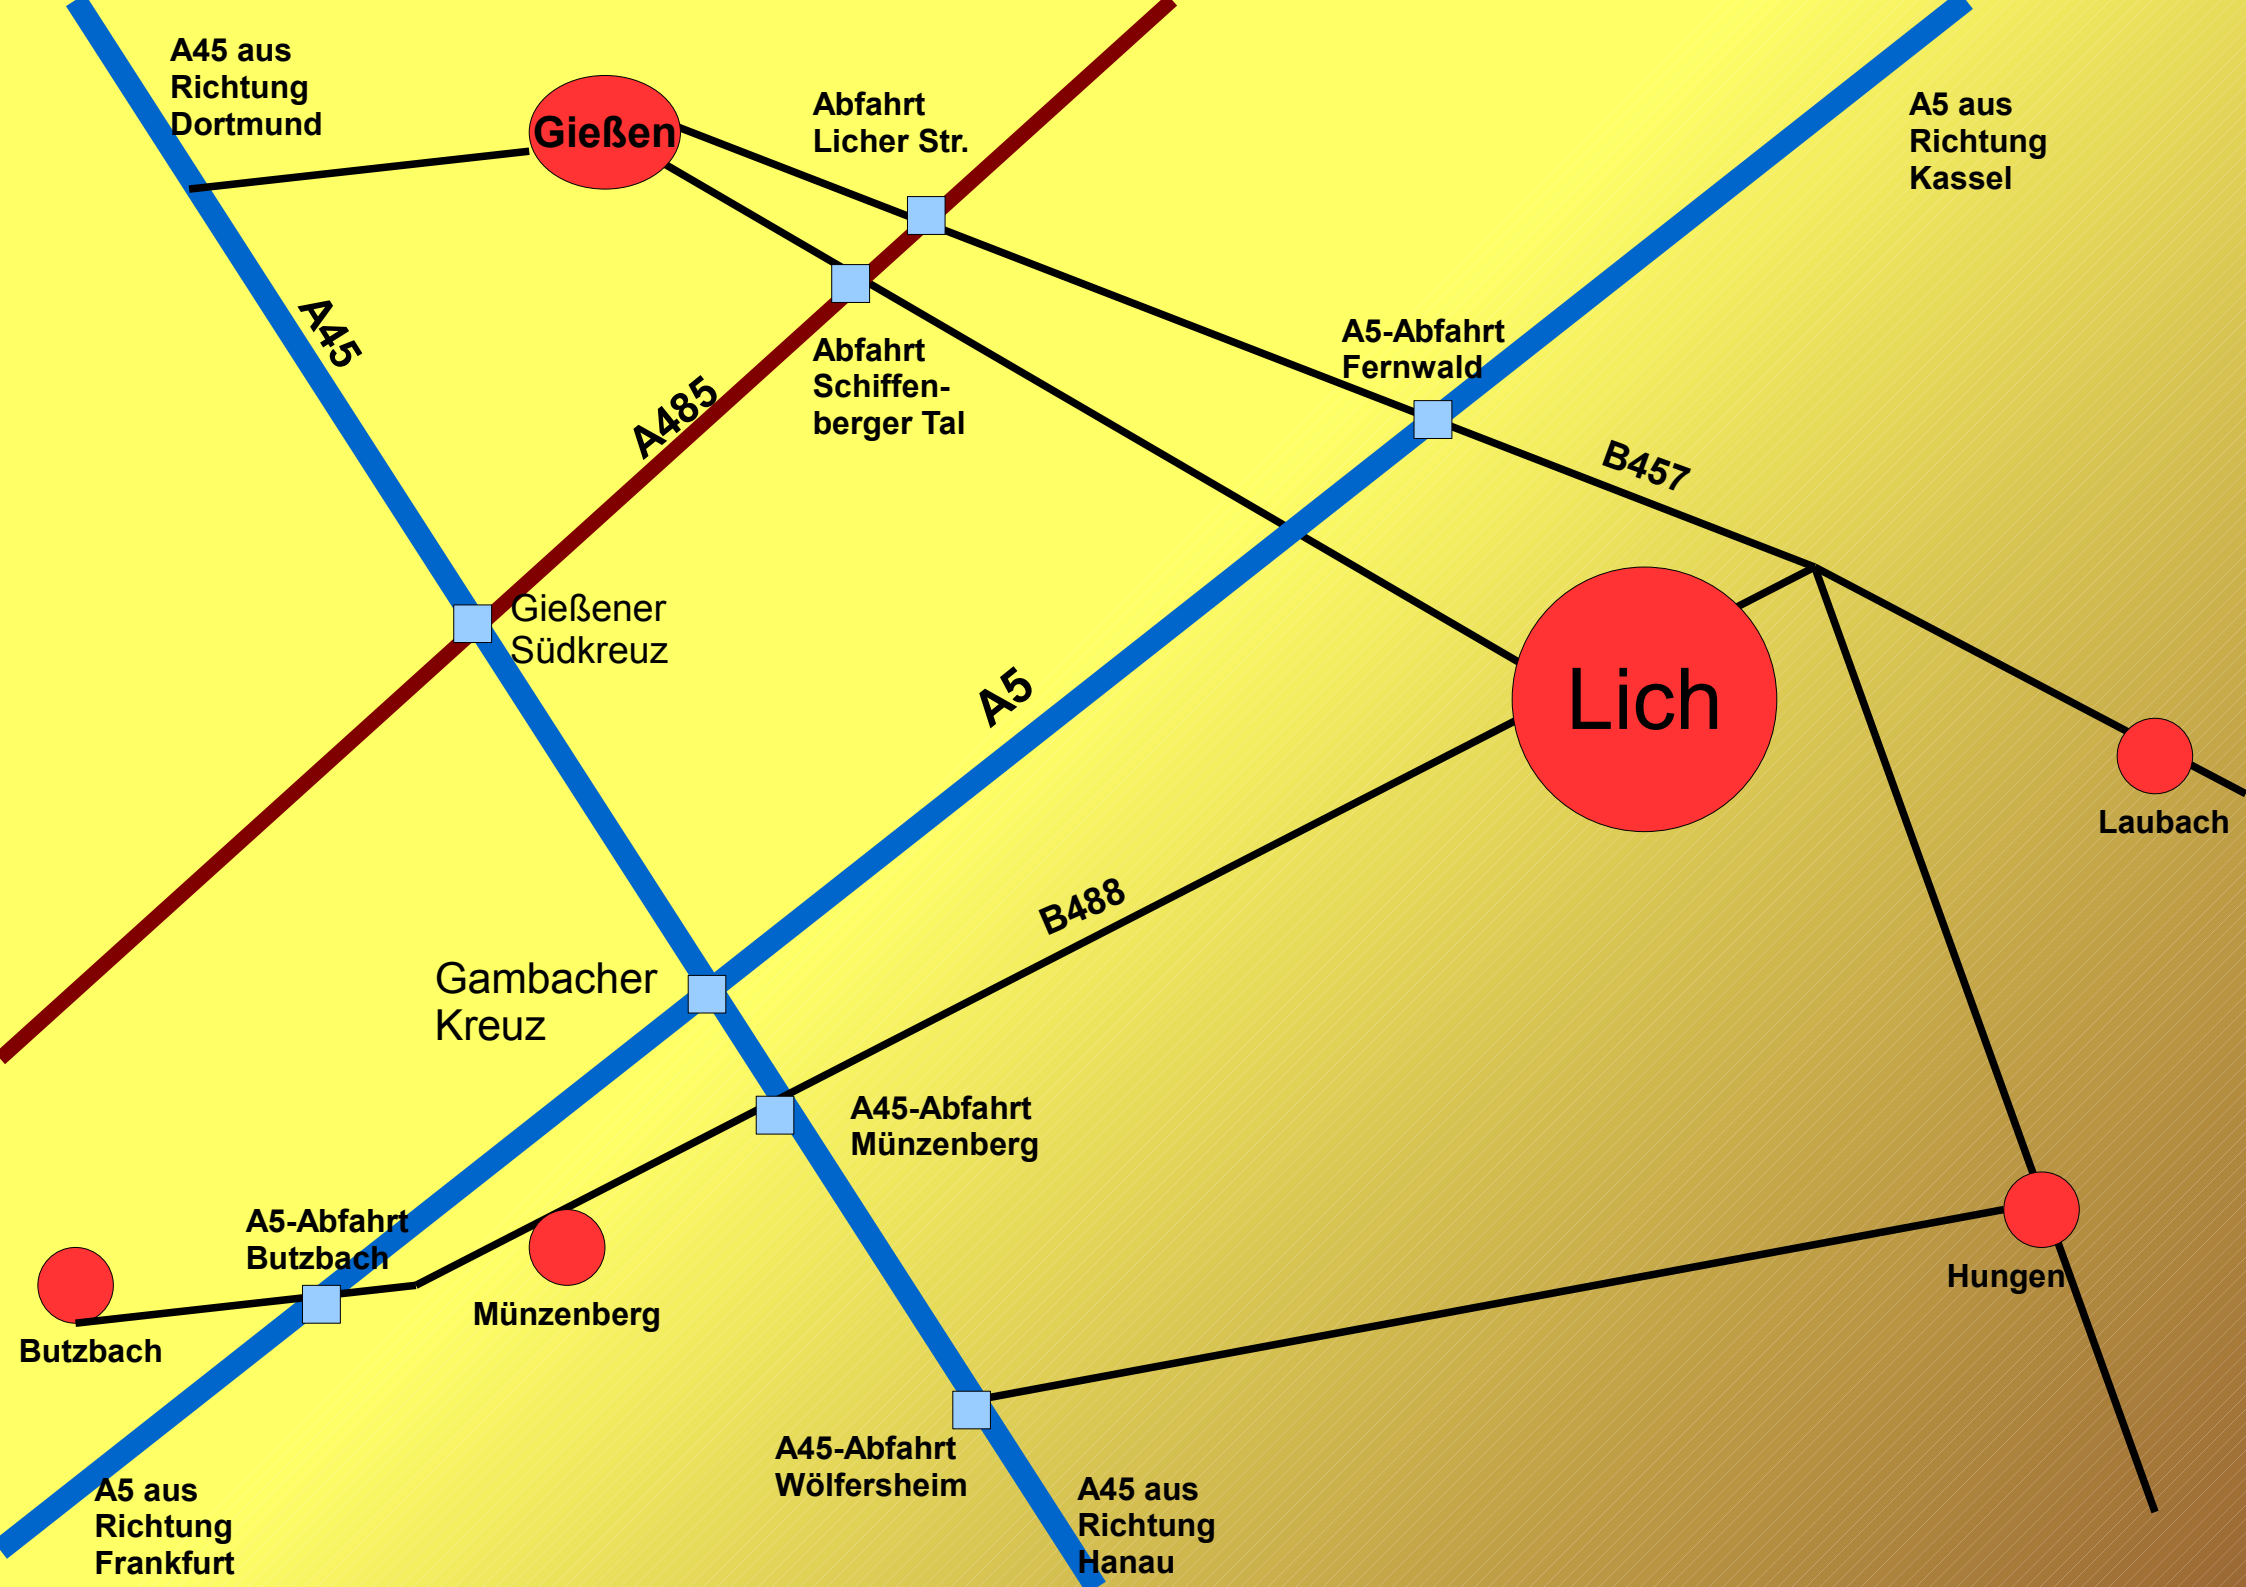 A45 aus
Richtung
Dortmund
Gießen
Abfahrt
Licher Str.
A5 aus
Richtung
Kassel
A45
A485
Abfahrt
Schiffen-
berger Tal
A5-Abfahrt
Fernwald
B457
Gießener
Südkreuz
A5
Lich
Laubach
B488
Gambacher
Kreuz
A45-Abfahrt
Münzenberg
A5-Abfahrt
Butzbach
Butzbach
Münzenberg
Hungen
A45-Abfahrt
Wölfersheim
A5 aus
Richtung
Frankfurt
A45 aus
Richtung
Hanau